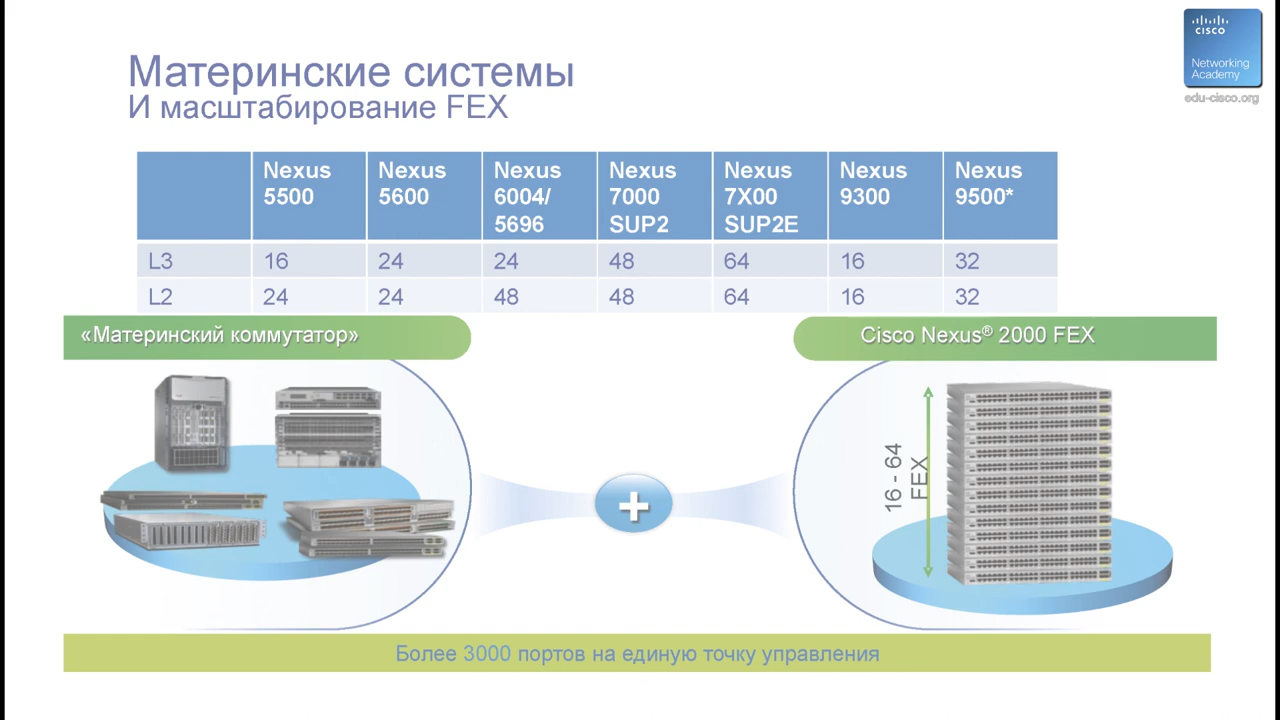 cisco
Networking
Academy
edu-cisco.org
Материнские системы
И масштабирование FEX
Nexus 5500 Nexus 5600 Nexus 6004/ 5696 Nexus 7000 SUP2 Nexus 7X00 SUP2E Nexus 9300 Nexus 9500*
L3 16 24 24 48 64 16 32
L2 24 24 48 48 64 16 32
«Материнский коммутатор»
Cisco Nexus® 2000 FEX
16 - 64
FEX
+
Более 3000 портов на единую точку управления